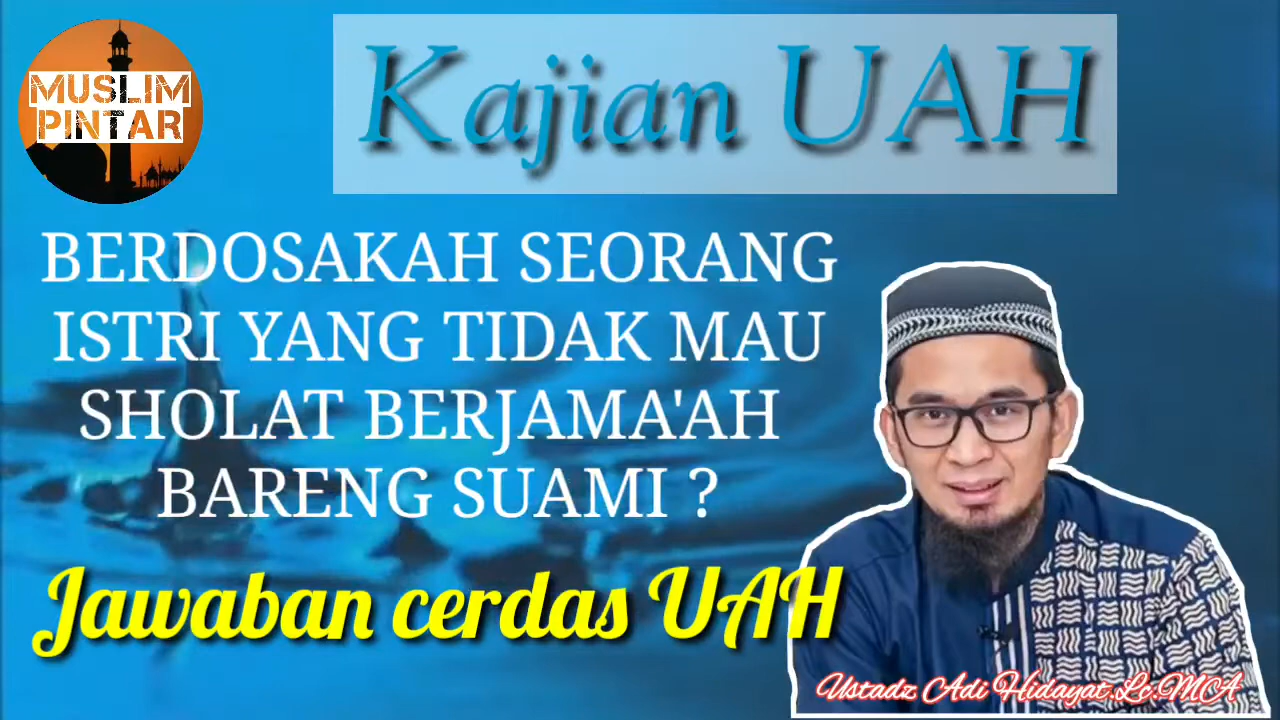 MUSLIM
PINTAR
Kajian UAH
BERDOSAKAH SEORANG
ISTRI YANG TIDAK MAU
SHOLAT BERJAMA'AH
BARENG SUAMI ?
Jawaban cerdas UAH
Ustadz Adi Hidayat.Lc.MA